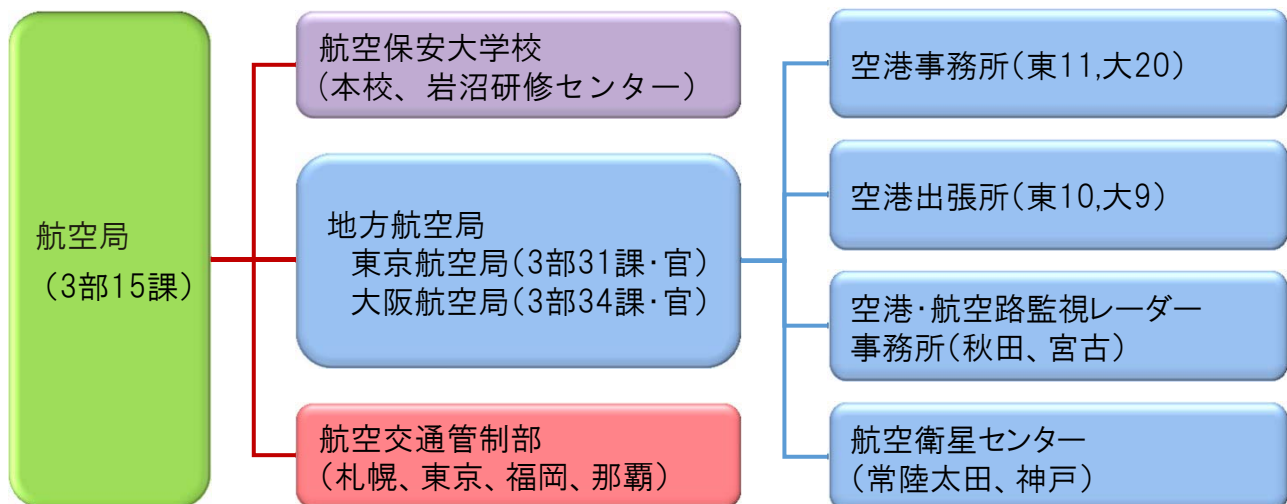 航空局
（3部15課）
航空保安大学校
（本校、岩沼研修センター）
地方航空局
東京航空局（3部31課・官）
大阪航空局（3部34課・官）
航空交通管制部
（札幌、東京、福岡、那覇）
空港事務所（東11,大20）
空港出張所（東10,大9）
空港・航空路監視レーダー
事務所（秋田、宮古）
航空衛星センター
（常陸太田、神戸）